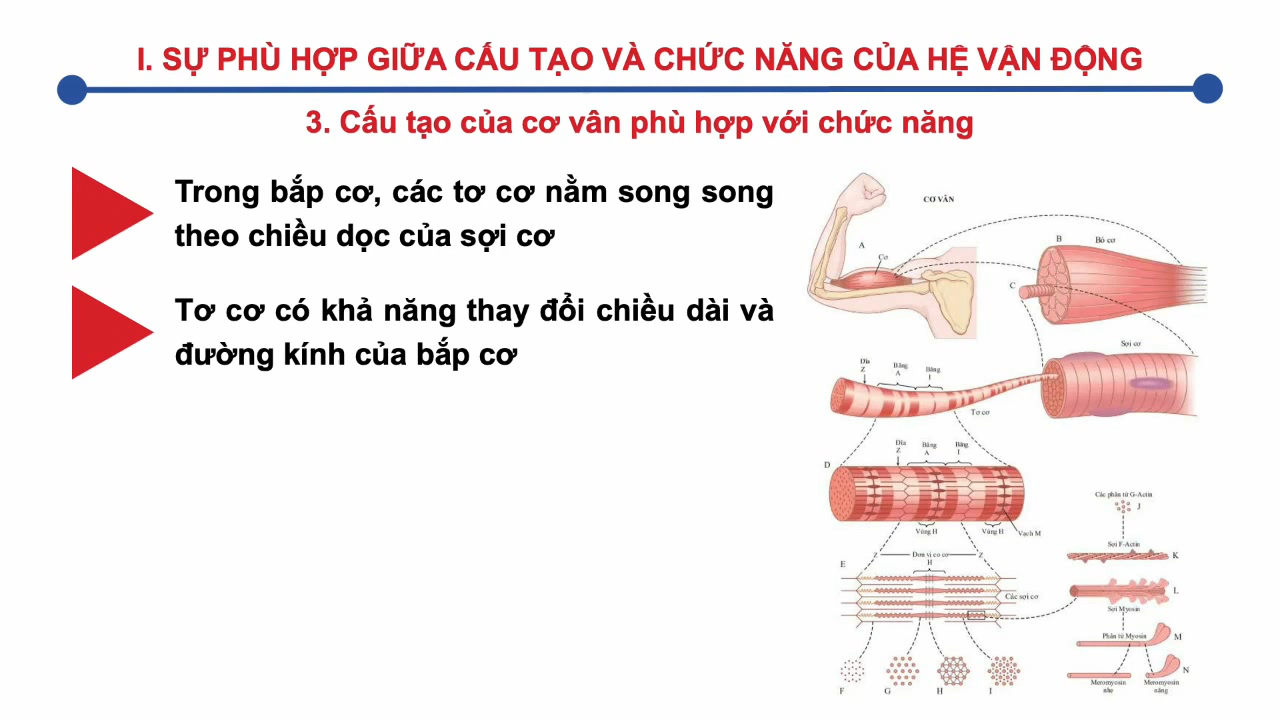 I. SỰ PHÙ HỢP GIỮA CẤU TẠO VÀ CHỨC NĂNG CỦA HỆ VẬN ĐỘNG
3. Cấu tạo của cơ vân phù hợp với chức năng
Trong bắp cơ, các tơ cơ nằm song song
theo chiều dọc của sợi cơ
Tơ cơ có khả năng thay đổi chiều dài và
đường kính của bắp cơ
CƠ VÂN
A
Cơ
B
Bó cơ
C
Sợi cơ
Đĩa
Z
Băng
A
Băng
I
Tơ cơ
D
Đĩa
Z
Băng
A
Băng
I
Vùng H
Vùng H
Vạch M
Các phân tử G-Actin
J
Sợi F-Actin
K
L
Sợi Myosin
Phân tử Myosin
M
N
Meromyosin
nhẹ
Meromyosin
nặng
E
Z
Đơn vị co cơ
Z
H
Các sợi cơ
F
G
H
I